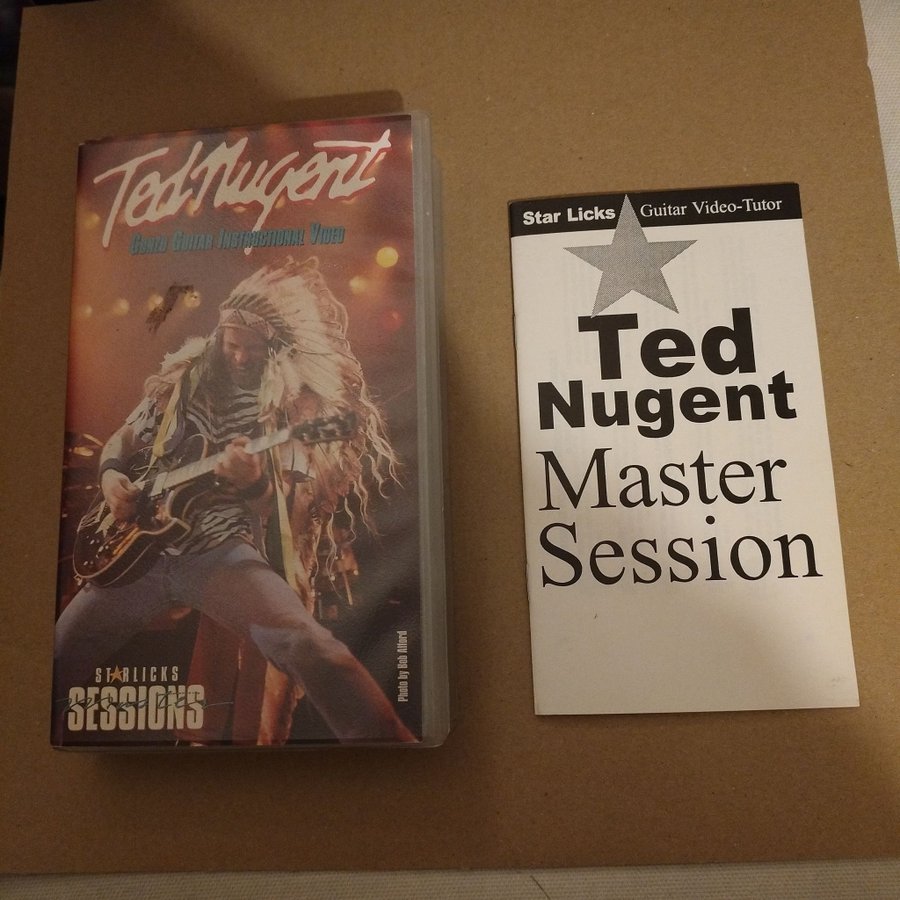 Ted Nugent
Gonzo Guitar Instructional Video
STARLICKS
SESSIONS
Photo by Bob Alford
Star Licks Guitar Video-Tutor
Ted
Nugent
Master
Session